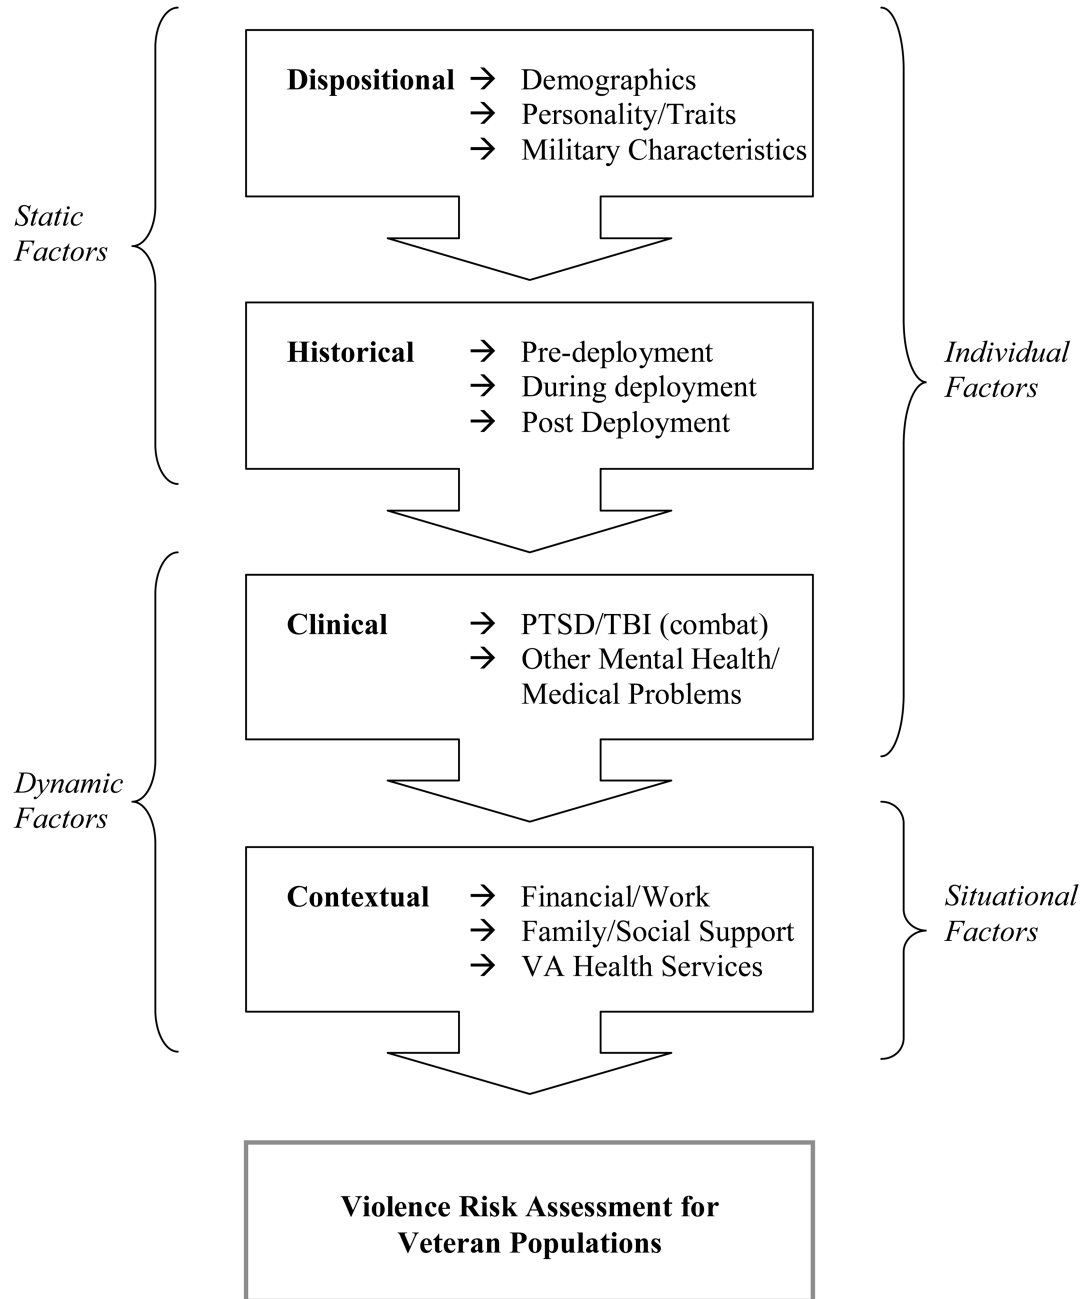 Dispositional → Demographics
→ Personality/Traits
→ Military Characteristics
Static
Factors
Historical → Pre-deployment
→ During deployment
→ Post Deployment
Individual
Factors
Clinical → PTSD/TBI (combat)
→ Other Mental Health/
Medical Problems
Dynamic
Factors
Contextual → Financial/Work
→ Family/Social Support
→ VA Health Services
Situational
Factors
Violence Risk Assessment for
Veteran Populations